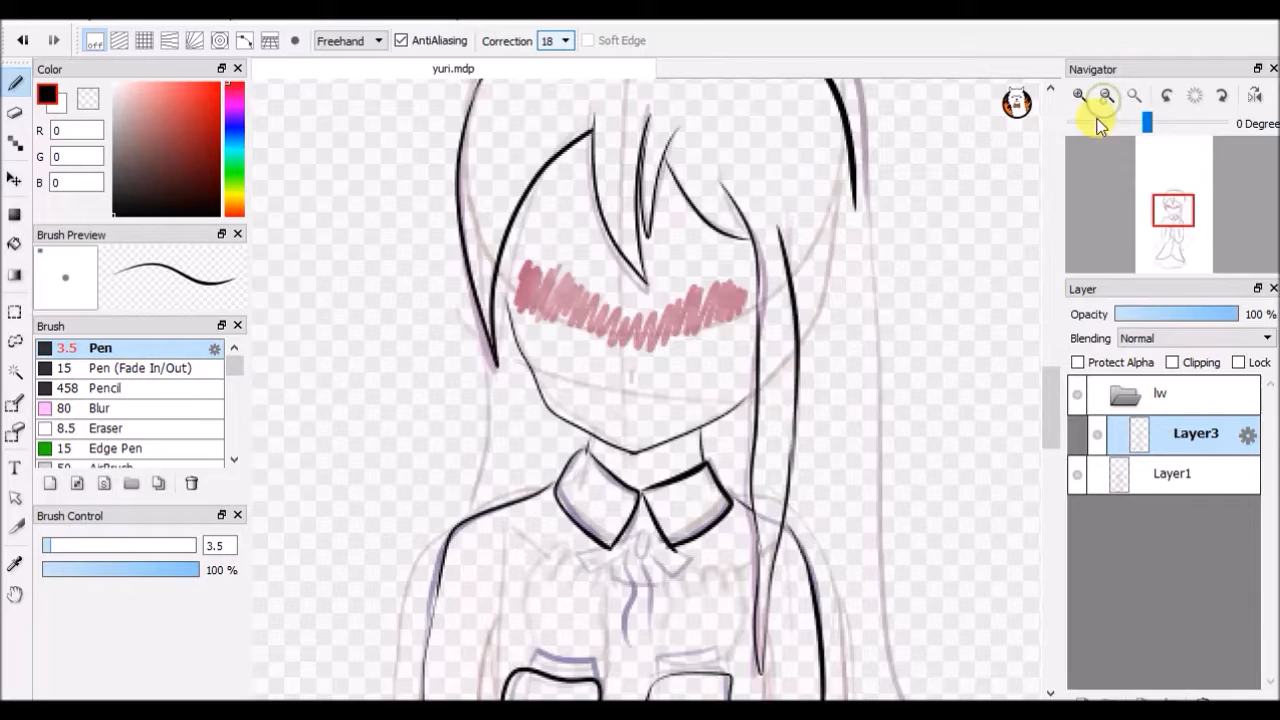 off Freehand AntiAliasing Correction 18 Soft Edge
Color
yuri.mdp
Navigator
R 0
G 0
B 0
0 Degree
Brush Preview
Layer
Opacity 100 %
Brush
Blending Normal
3.5 Pen
Protect Alpha Clipping Lock
15 Pen (Fade In/Out)
458 Pencil
lw
80 Blur
8.5 Eraser
Layer3
15 Edge Pen
50 AirBrush
Layer1
Brush Control
3.5
100 %